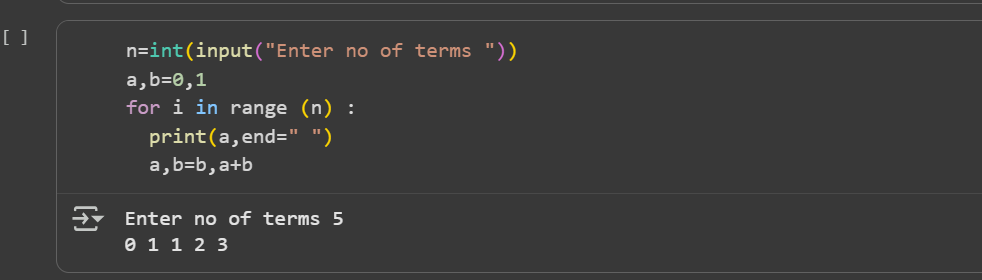 [ ]
n=int(input("Enter no of terms "))
a,b=0,1
for i in range (n) :
  print(a,end=" ")
  a,b=b,a+b
Enter no of terms 5
0 1 1 2 3